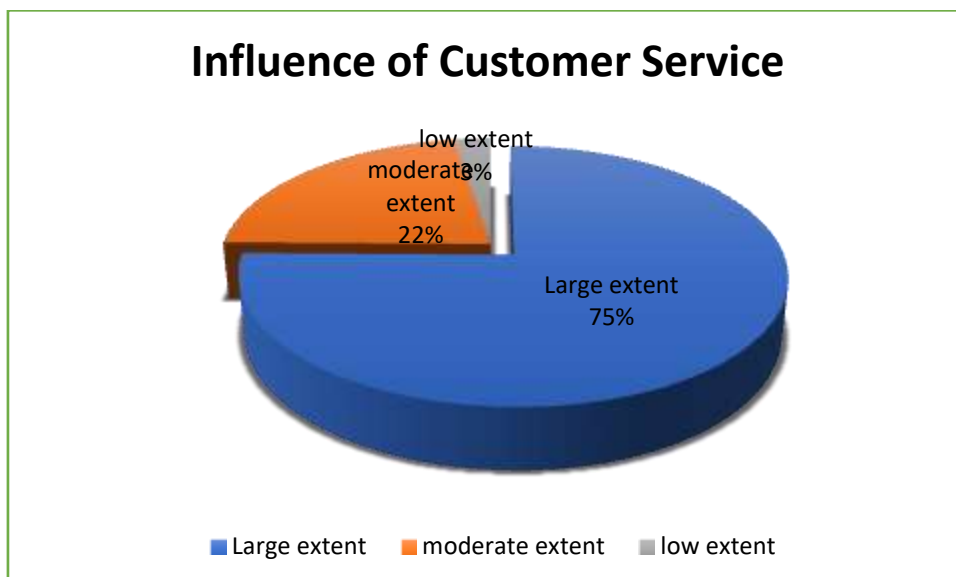 Influence of Customer Service
low extent
3%
moderate
extent
22%
Large extent
75%
Large extent moderate extent low extent